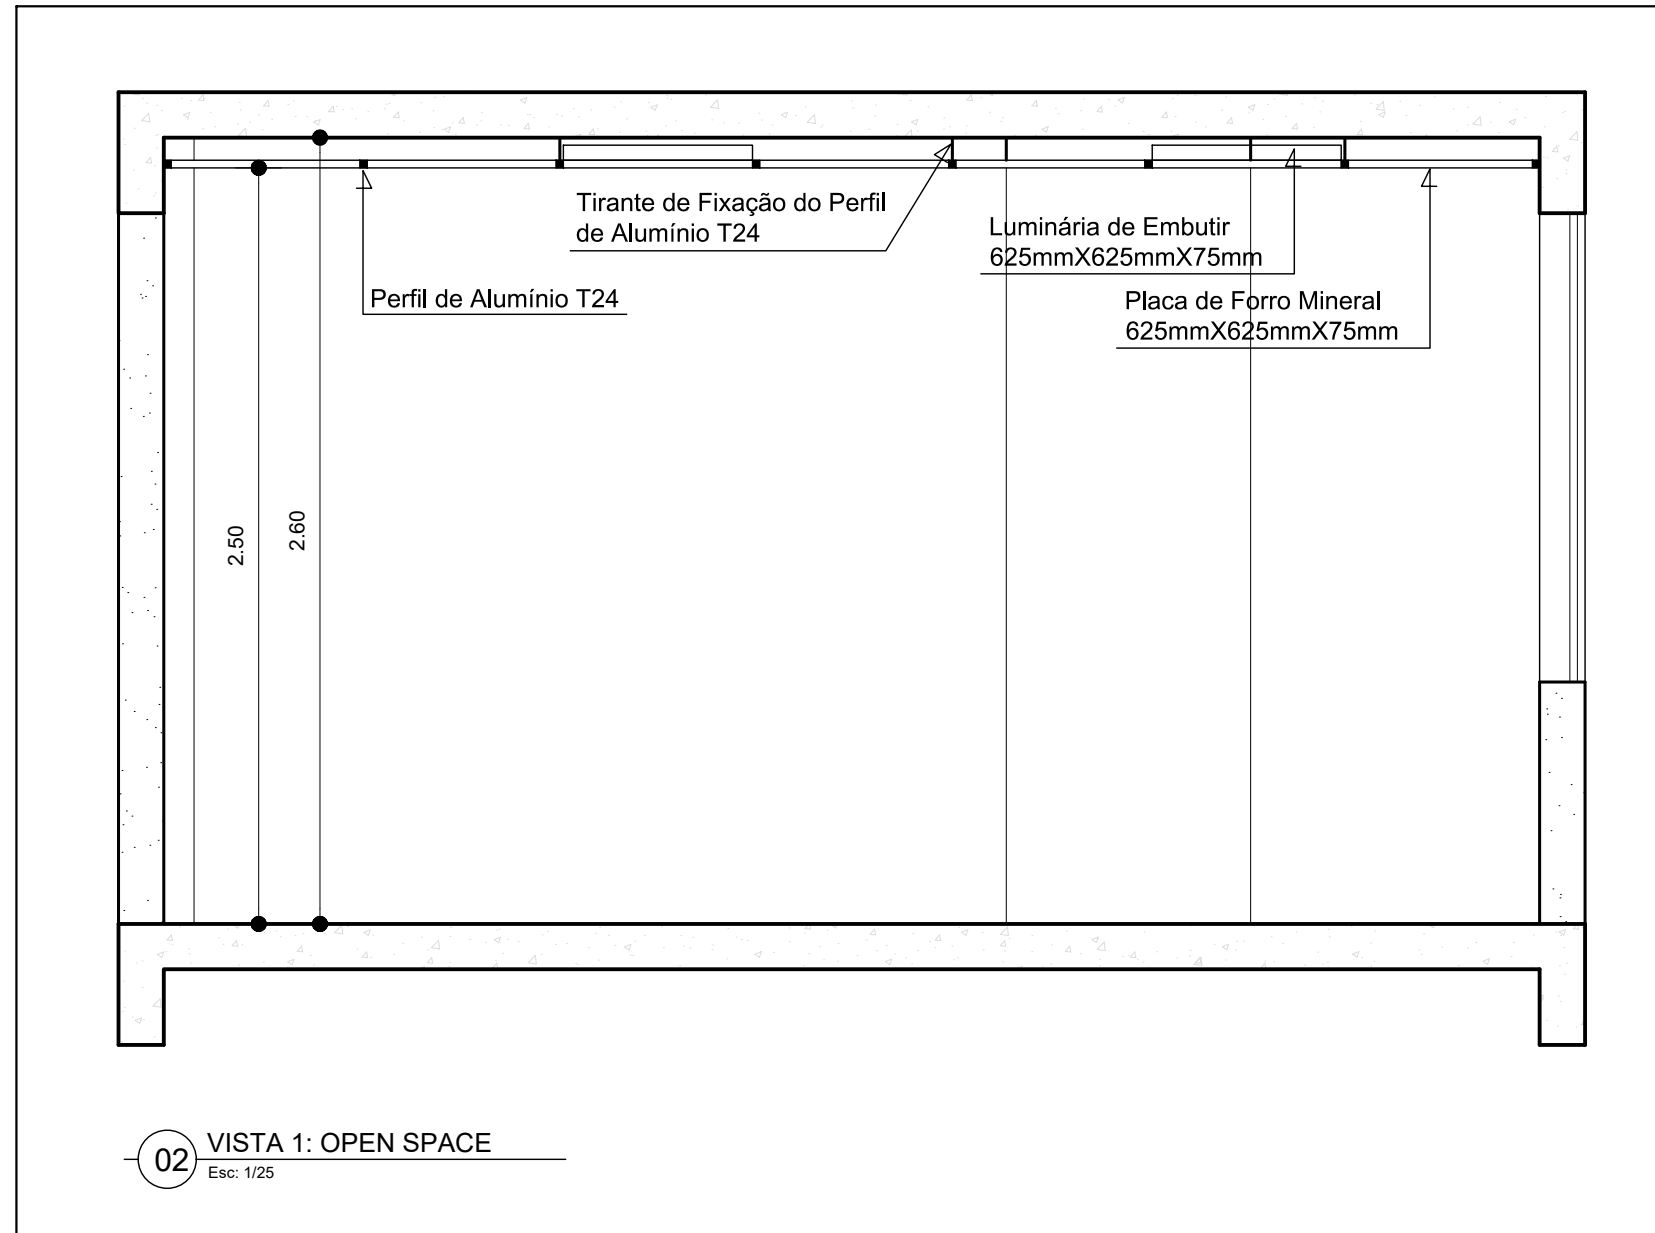 Tirante de Fixação do Perfil
de Alumínio T24
Luminária de Embutir
625mmX625mmX75mm
Perfil de Alumínio T24
Placa de Forro Mineral
625mmX625mmX75mm
2.50
2.60
02
VISTA 1: OPEN SPACE
Esc: 1/25